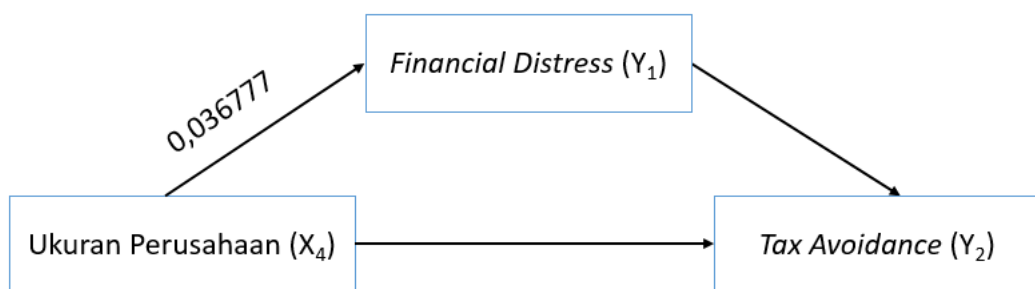 Financial Distress (Y₁)
0,036777
Ukuran Perusahaan (X₄)
Tax Avoidance (Y₂)